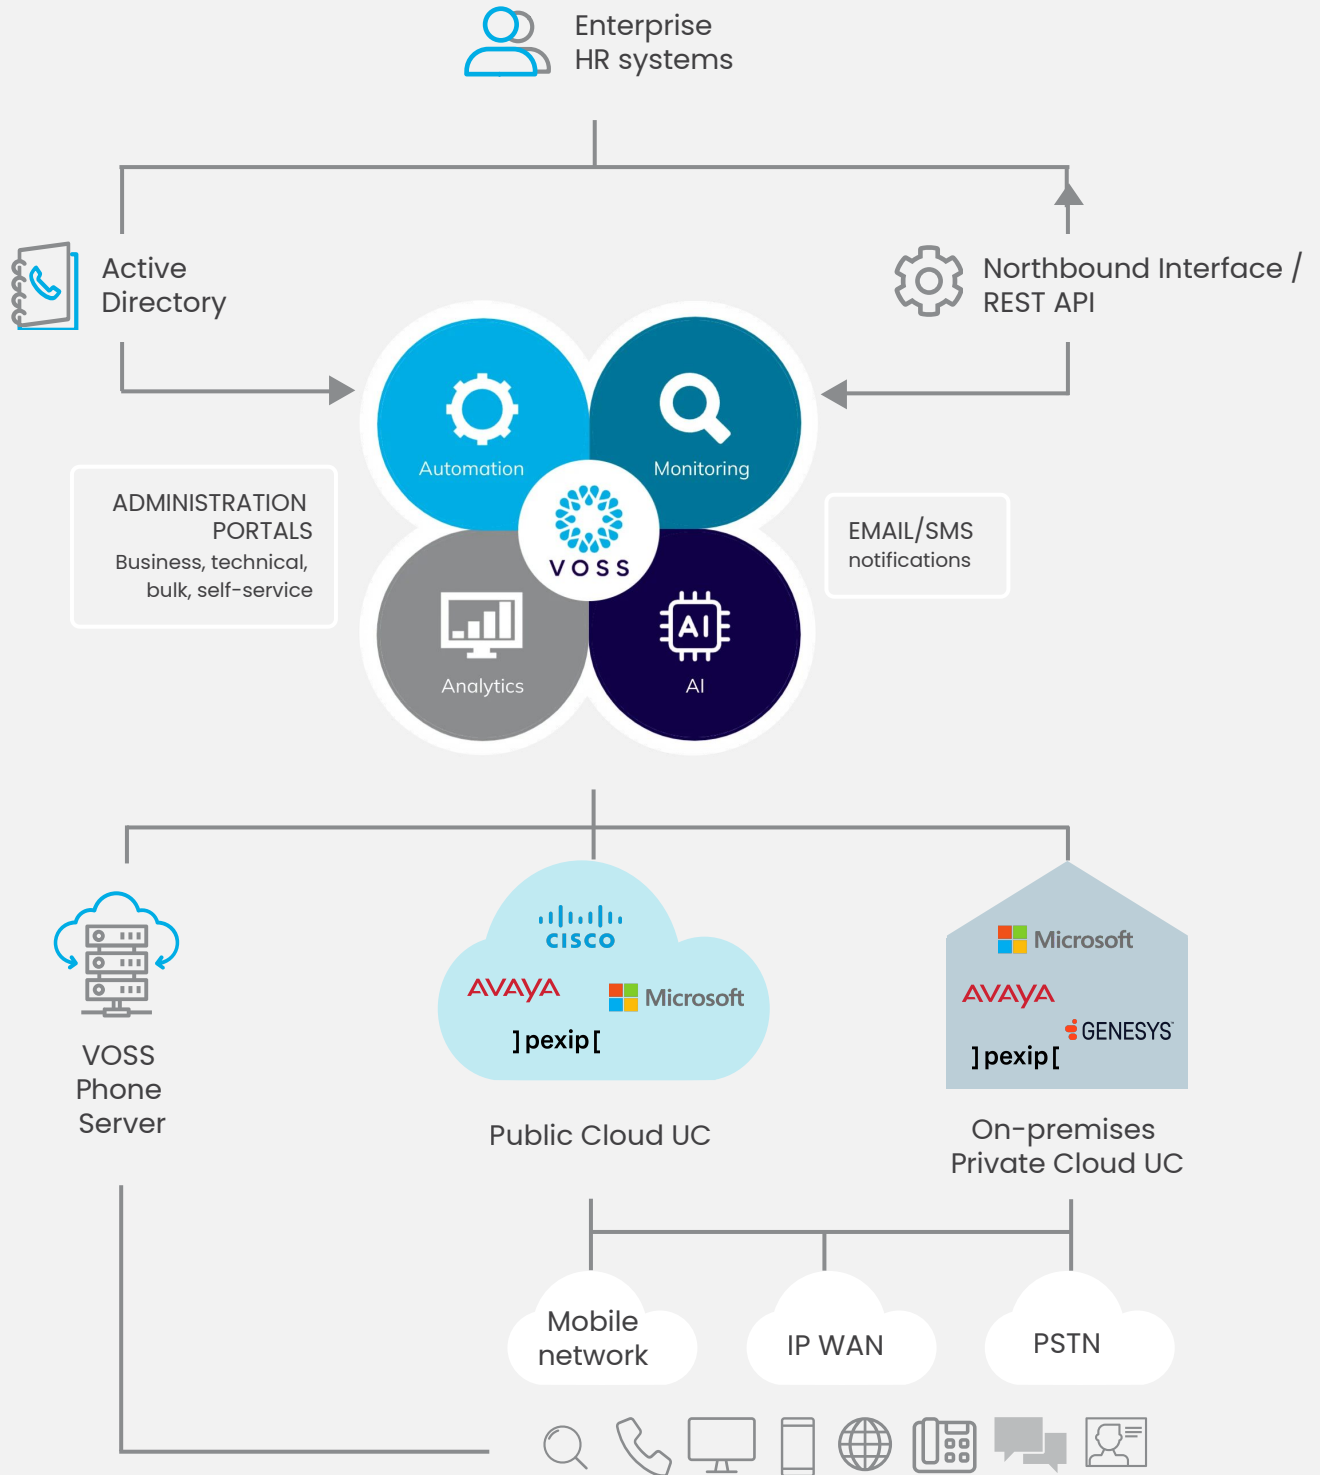 Enterprise
HR systems
Active
Directory
Northbound Interface /
REST API
Automation
Monitoring
ADMINISTRATION
PORTALS
Business, technical,
bulk, self-service
VOSS
EMAIL/SMS
notifications
Analytics
AI
AI
CISCO
AVAYA
Microsoft
]pexip[
Microsoft
AVAYA
GENESYS
]pexip[
VOSS
Phone
Server
Public Cloud UC
On-premises
Private Cloud UC
Mobile
network
IP WAN
PSTN